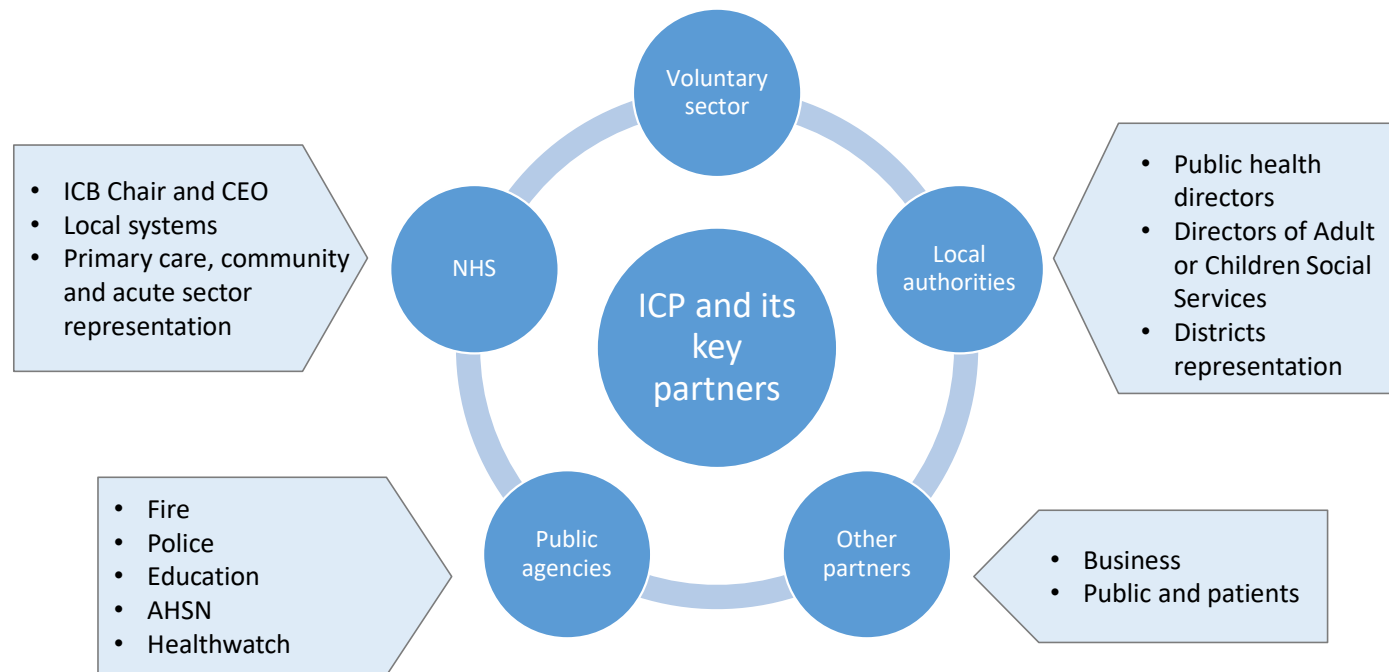 Voluntary
sector
• ICB Chair and CEO
• Local systems
• Primary care, community
and acute sector
representation
NHS
ICP and its
key
partners
Local
authorities
• Public health
directors
• Directors of Adult
or Children Social
Services
• Districts
representation
• Fire
• Police
• Education
• AHSN
• Healthwatch
Public
agencies
Other
partners
• Business
• Public and patients